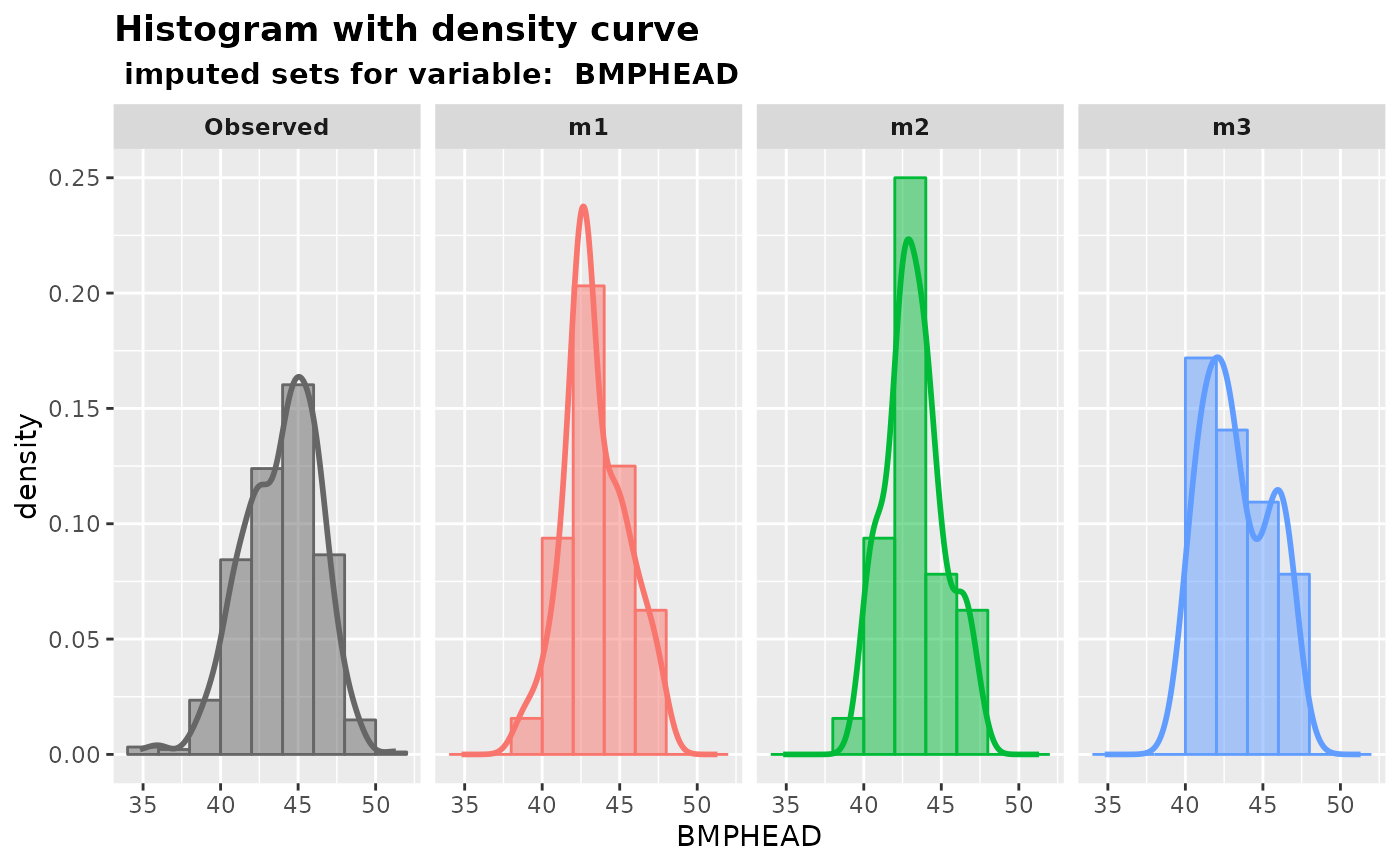 Histogram with density curve
imputed sets for variable:  BMPHEAD
Observed m1 m2 m3
0.25
0.20
0.15
0.10
0.05
0.00
density
35 40 45 50 35 40 45 50 35 40 45 50 35 40 45 50
BMPHEAD